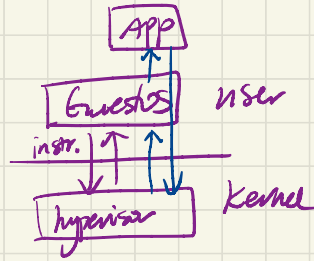 App
Guestos
user
instr.
hypervisor
Kernel